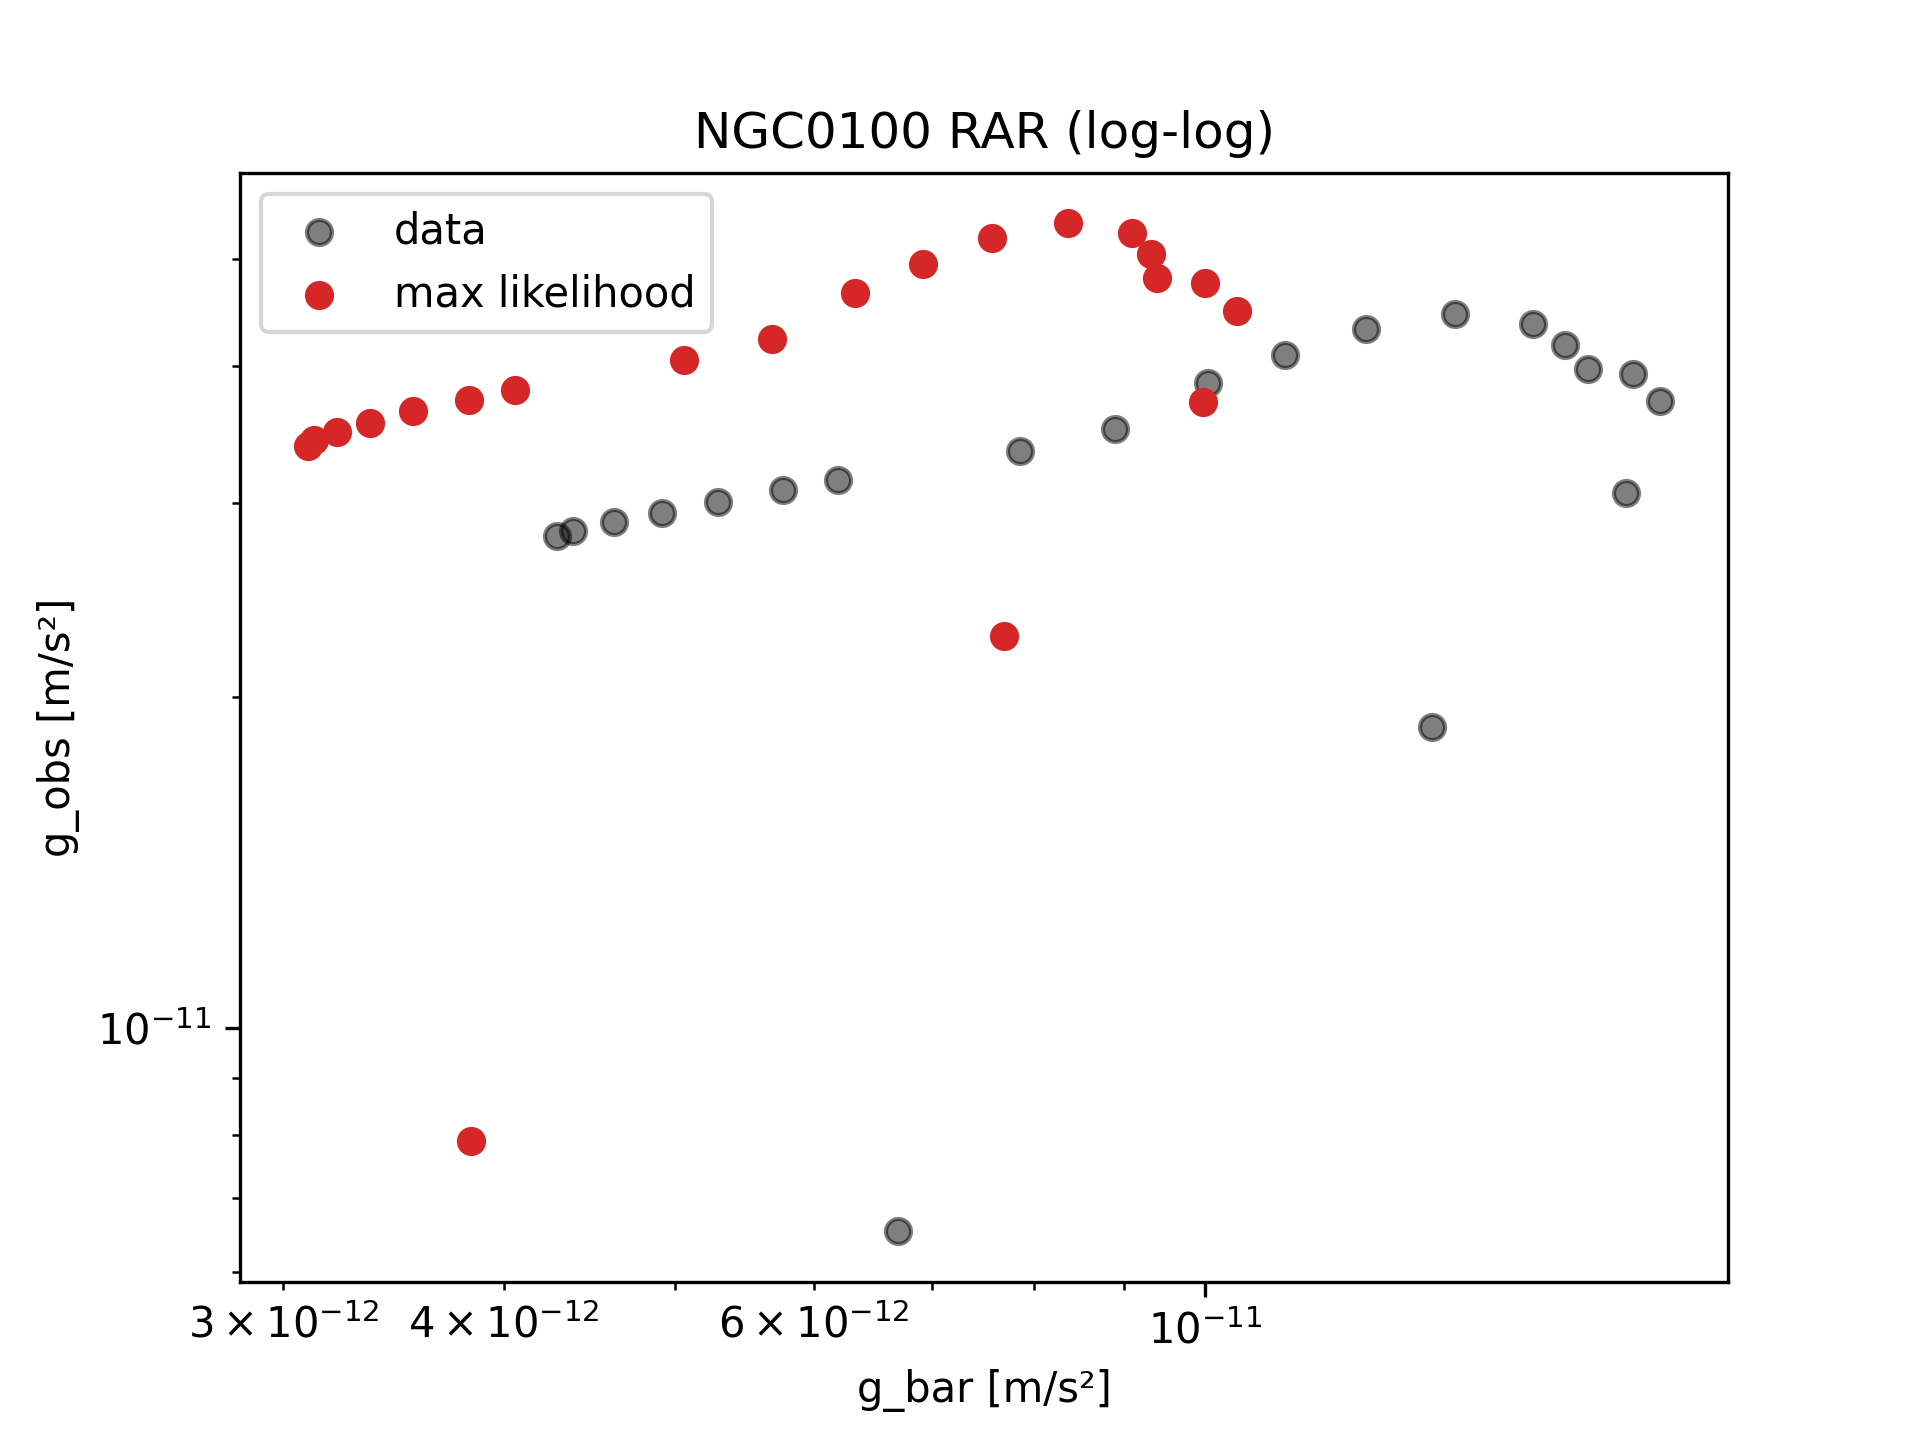 NGC0100 RAR (log-log)
data
max likelihood
g_obs [m/s²]
10⁻¹¹
3 × 10⁻¹² 4 × 10⁻¹² 6 × 10⁻¹² 10⁻¹¹
g_bar [m/s²]